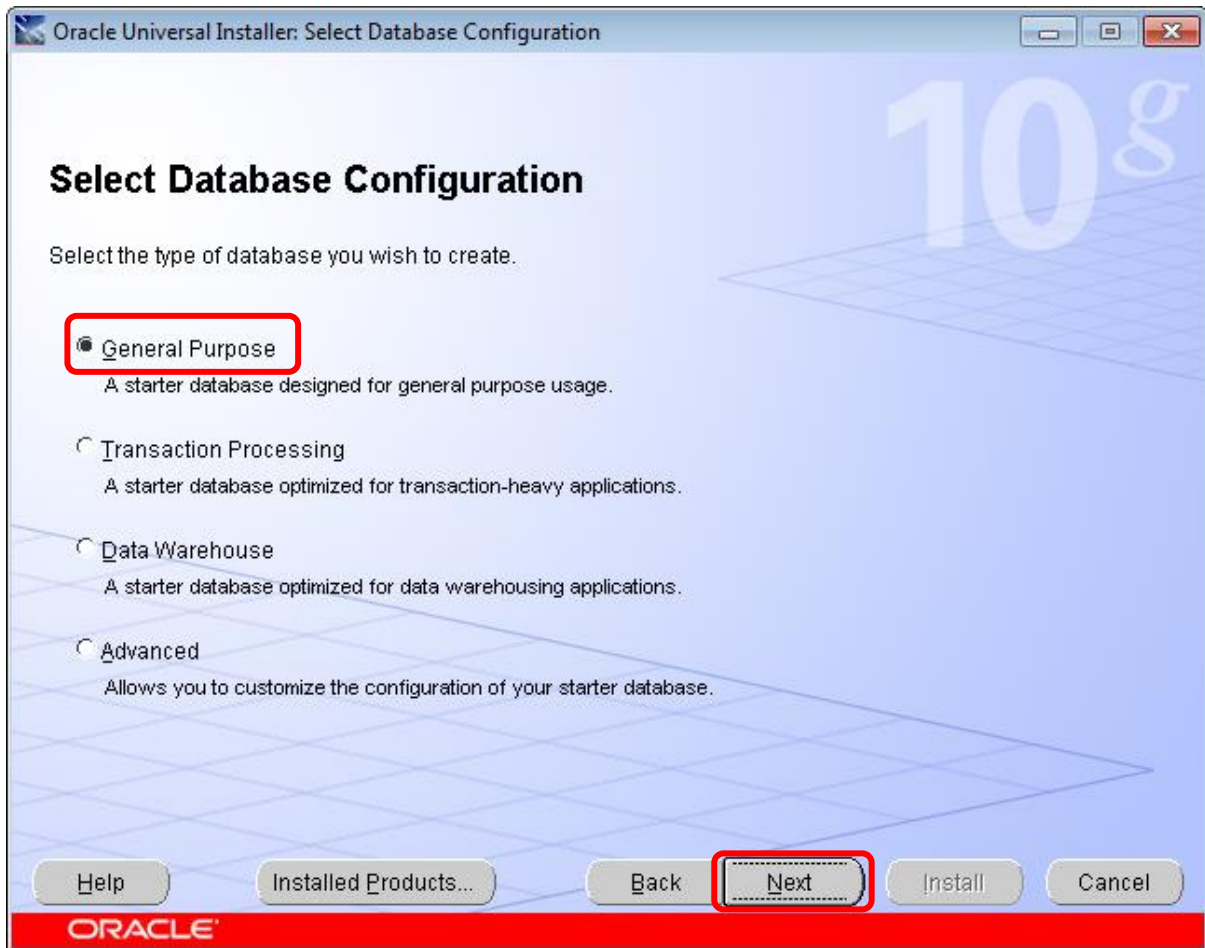 Oracle Universal Installer: Select Database Configuration
10g
Select Database Configuration
Select the type of database you wish to create.
General Purpose
A starter database designed for general purpose usage.
Transaction Processing
A starter database optimized for transaction-heavy applications.
Data Warehouse
A starter database optimized for data warehousing applications.
Advanced
Allows you to customize the configuration of your starter database.
Help Installed Products... Back Next Install Cancel
ORACLE